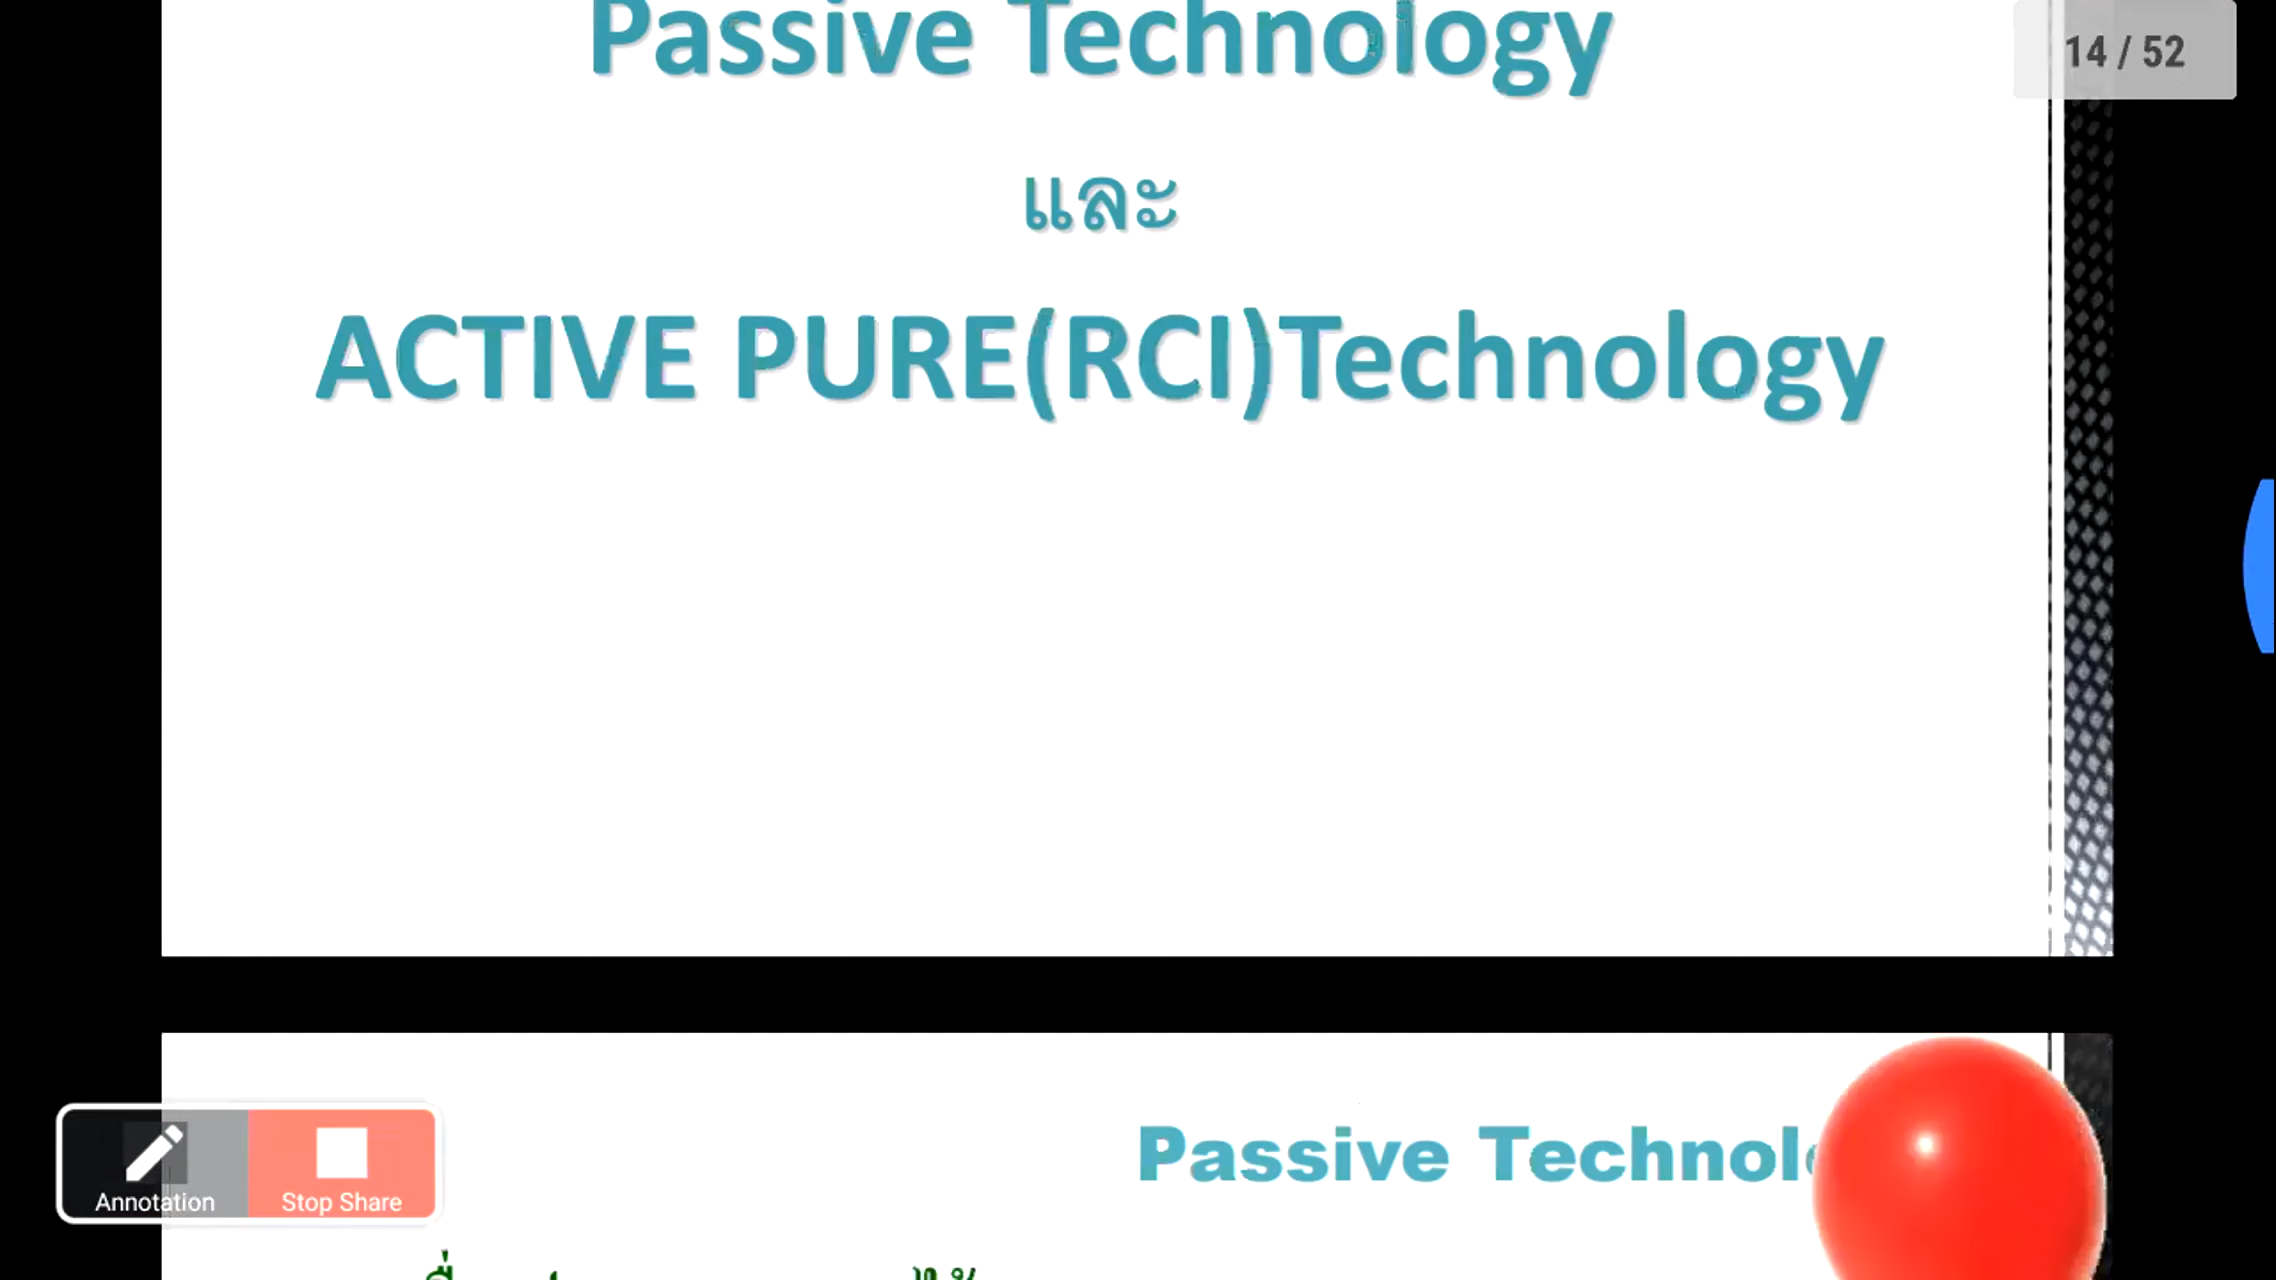 Passive Technology
14 / 52
และ
ACTIVE PURE(RCI)Technology
Passive Technol
Annotation
Stop Share